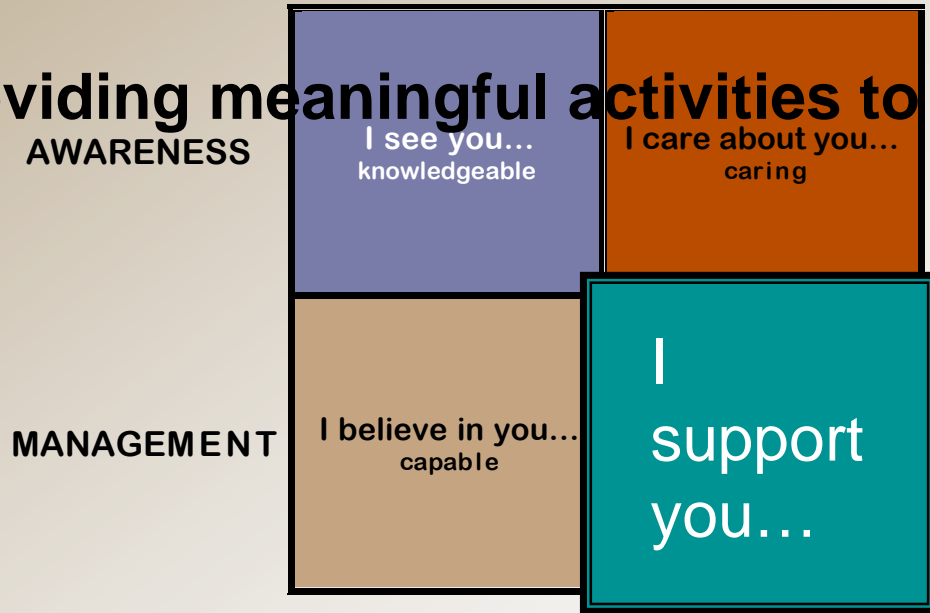 viding meaningful activities to
AWARENESS
I see you...
knowledgeable
I care about you...
caring
MANAGEMENT
I believe in you...
capable
I
support
you...